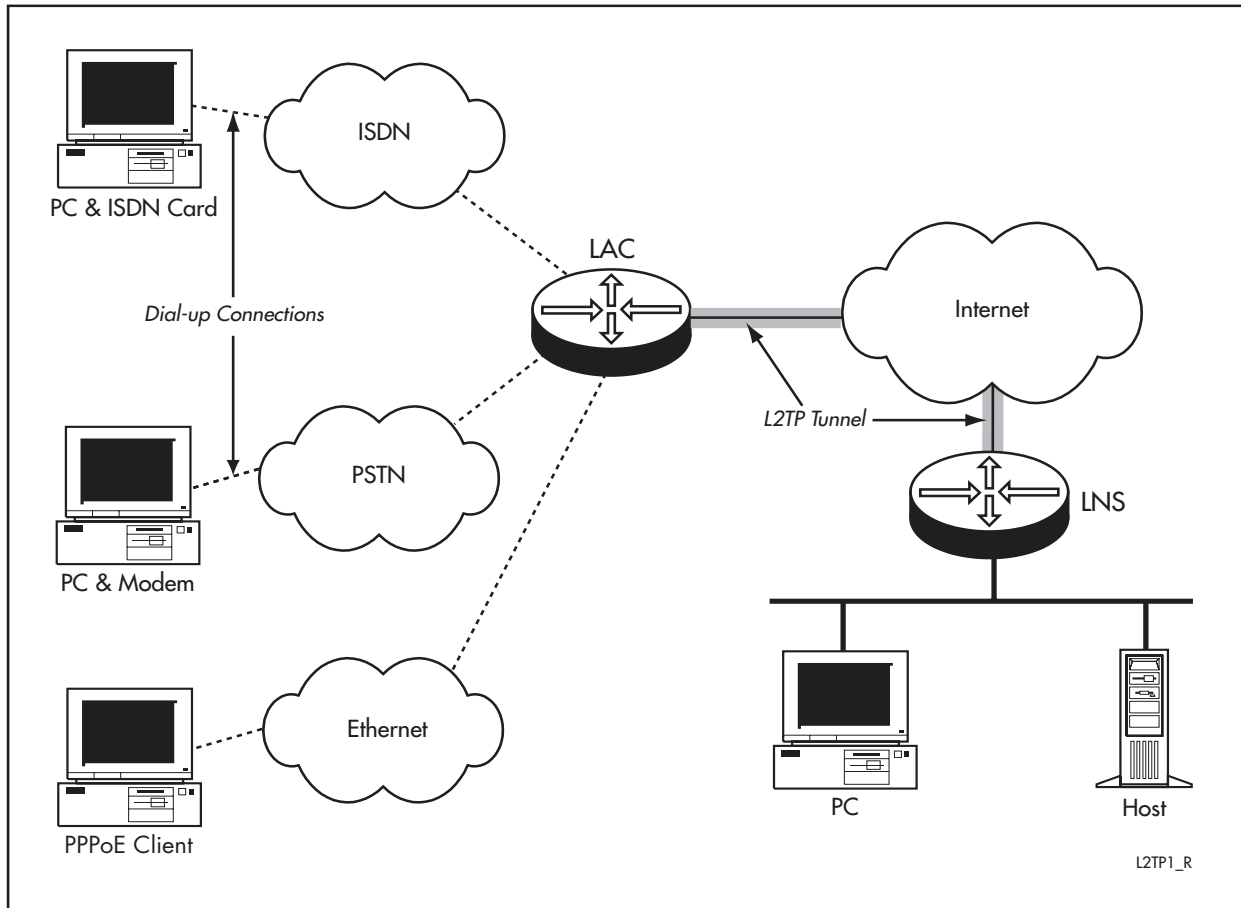 ISDN
PC & ISDN Card
LAC
Dial-up Connections
Internet
L2TP Tunnel
PSTN
LNS
PC & Modem
Ethernet
PC
Host
PPPoE Client
L2TP1_R